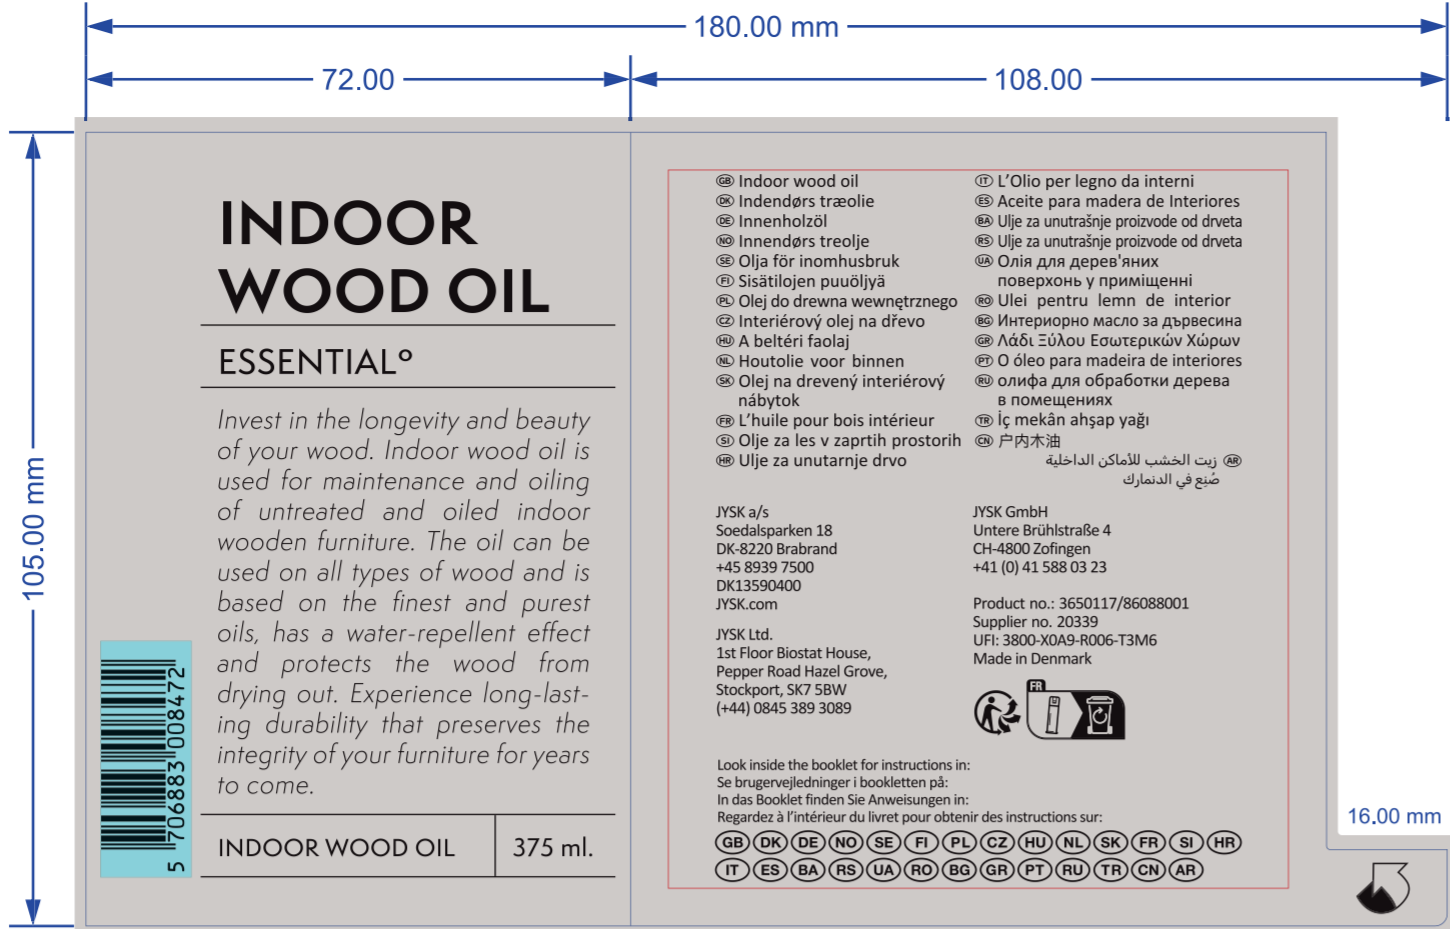 180.00 mm
72.00
108.00
105.00 mm
16.00 mm
INDOOR
WOOD OIL
ESSENTIAL°
Invest in the longevity and beauty
of your wood. Indoor wood oil is
used for maintenance and oiling
of untreated and oiled indoor
wooden furniture. The oil can be
used on all types of wood and is
based on the finest and purest
oils, has a water-repellent effect
and protects the wood from
drying out. Experience long-last-
ing durability that preserves the
integrity of your furniture for years
to come.
INDOOR WOOD OIL
375 ml.
5 706883 008472
GB Indoor wood oil
DK Indendørs træolie
DE Innenholzöl
NO Innendørs treolje
SE Olja för inomhusbruk
FI Sisätilojen puuöljyä
PL Olej do drewna wewnętrznego
CZ Interiérový olej na dřevo
HU A beltéri faolaj
NL Houtolie voor binnen
SK Olej na drevený interiérový
nábytok
FR L'huile pour bois intérieur
SI Olje za les v zaprtih prostorih
HR Ulje za unutarnje drvo
IT L'Olio per legno da interni
ES Aceite para madera de Interiores
BA Ulje za unutrašnje proizvode od drveta
RS Ulje za unutrašnje proizvode od drveta
UA Олія для дерев'яних
поверхонь у приміщенні
RO Ulei pentru lemn de interior
BG Интериорно масло за дървесина
GR Λάδι Ξύλου Εσωτερικών Χώρων
PT O óleo para madeira de interiores
RU олифа для обработки дерева
в помещениях
TR İç mekân ahşap yağı
CN 户内木油
AR زيت الخشب للأماكن الداخلية
صُنِع في الدنمارك
JYSK a/s
Soedalsparken 18
DK-8220 Brabrand
+45 8939 7500
DK13590400
JYSK.com
JYSK Ltd.
1st Floor Biostat House,
Pepper Road Hazel Grove,
Stockport, SK7 5BW
(+44) 0845 389 3089
JYSK GmbH
Untere Brühlstraße 4
CH-4800 Zofingen
+41 (0) 41 588 03 23
Product no.: 3650117/86088001
Supplier no. 20339
UFI: 3800-X0A9-R006-T3M6
Made in Denmark
FR
Look inside the booklet for instructions in:
Se brugervejledninger i bookletten på:
In das Booklet finden Sie Anweisungen in:
Regardez à l'intérieur du livret pour obtenir des instructions sur:
GB DK DE NO SE FI PL CZ HU NL SK FR SI HR
IT ES BA RS UA RO BG GR PT RU TR CN AR